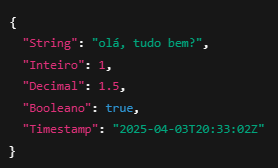 {
"String": "olá, tudo bem?",
"Inteiro": 1,
"Decimal": 1.5,
"Booleano": true,
"Timestamp": "2025-04-03T20:33:02Z"
}